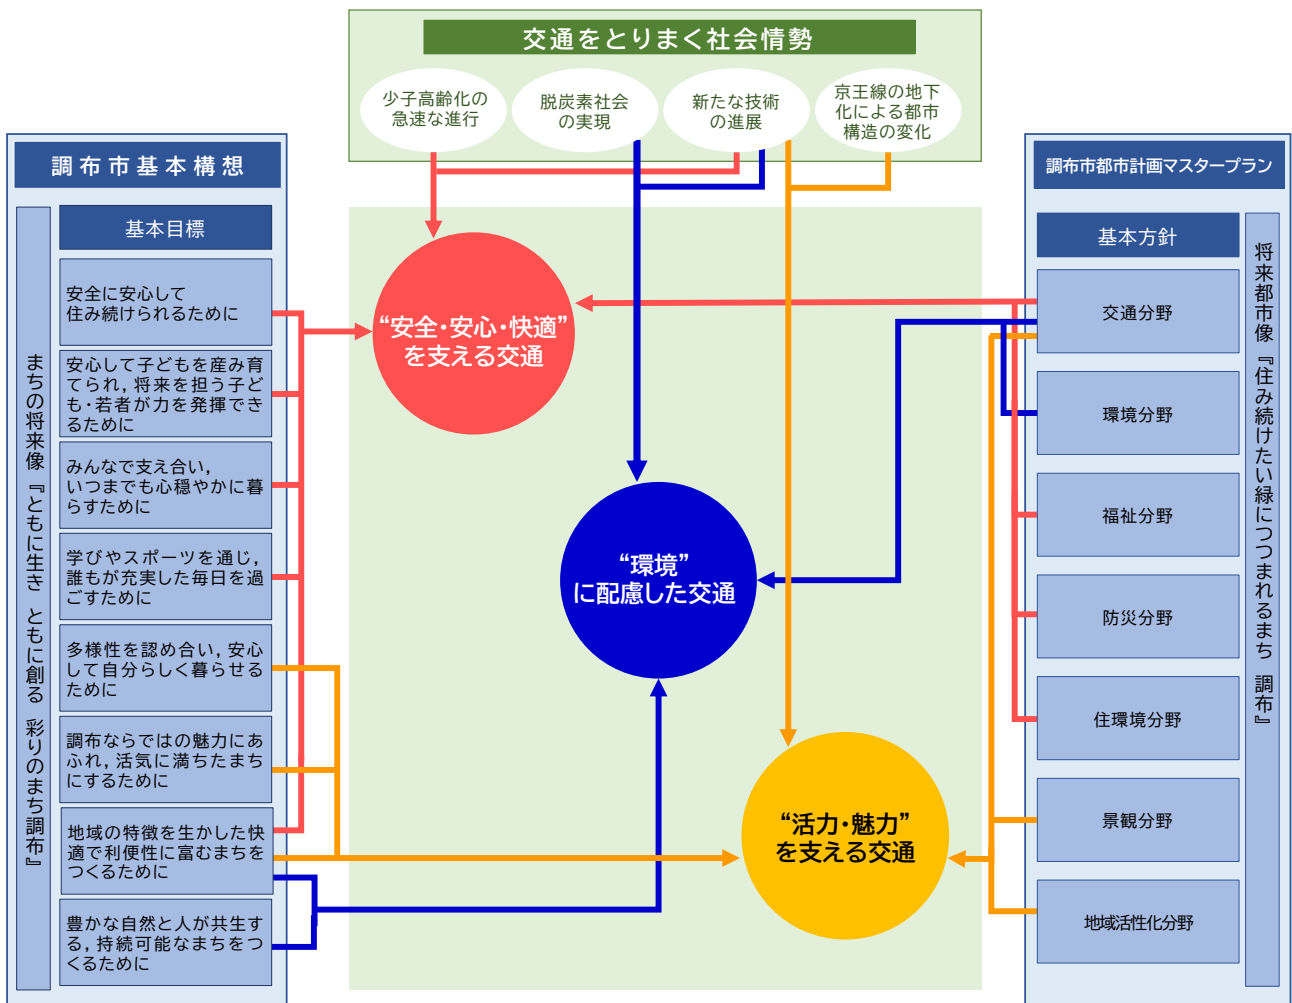 交通をとりまく社会情勢
少子高齢化の
急速な進行
脱炭素社会
の実現
新たな技術
の進展
京王線の地下
化による都市
構造の変化
調布市基本構想
まちの将来像『ともに生き ともに創る 彩りのまち調布』
基本目標
安全に安心して
住み続けられるために
安心して子どもを産み育
てられ,将来を担う子ど
も・若者が力を発揮でき
るために
みんなで支え合い,
いつまでも心穏やかに暮
らすために
学びやスポーツを通じ,
誰もが充実した毎日を過
ごすために
多様性を認め合い,安心
して自分らしく暮らせる
ために
調布ならではの魅力にあ
ふれ,活気に満ちたまち
にするために
地域の特徴を生かした快
適で利便性に富むまちを
つくるために
豊かな自然と人が共生す
る,持続可能なまちをつ
くるために
“安全・安心・快適”
を支える交通
“環境”
に配慮した交通
“活力・魅力”
を支える交通
調布市都市計画マスタープラン
基本方針
交通分野
環境分野
福祉分野
防災分野
住環境分野
景観分野
地域活性化分野
将来都市像『住み続けたい緑につつまれるまち 調布』